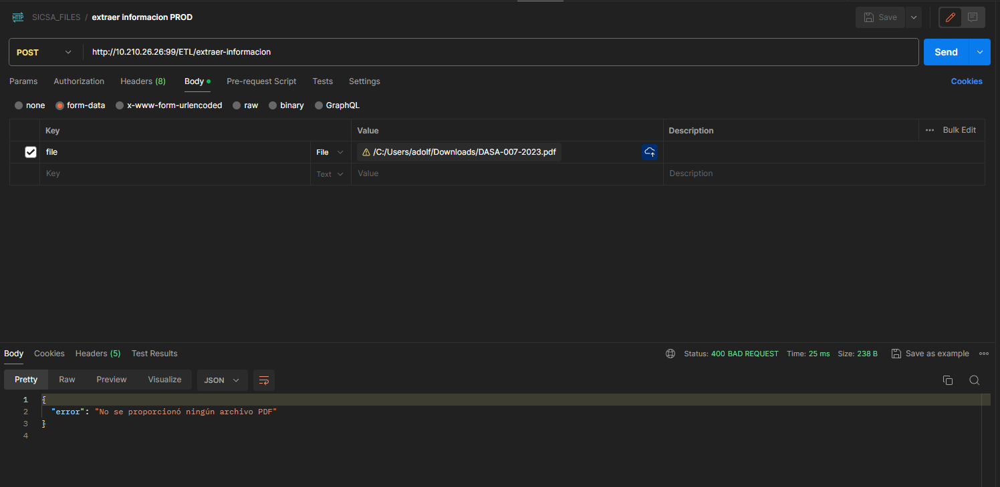 HTTP SICSA_FILES / extraer informacion PROD Save
POST http://10.210.26.26:99/ETL/extraer-informacion Send
Params Authorization Headers (8) Body Pre-request Script Tests Settings Cookies
none form-data x-www-form-urlencoded raw binary GraphQL
Key Value Description Bulk Edit
file File /C:/Users/adolf/Downloads/DASA-007-2023.pdf
Key Text Value Description
Body Cookies Headers (5) Test Results Status: 400 BAD REQUEST Time: 25 ms Size: 238 B Save as example
Pretty Raw Preview Visualize JSON
1 {
2 "error": "No se proporcionó ningún archivo PDF"
3 }
4